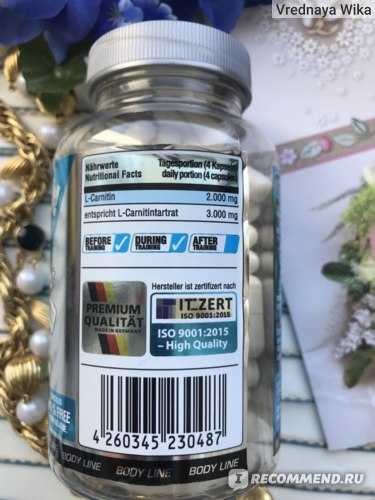 Vrednaya Wika
Nährwerte Tagesportion (4 Kapseln)
Nutritional Facts daily portion (4 capsules)
L-Carnitin 2.000 mg
entspricht L-Carnitintartrat 3.000 mg
BEFORE TRAINING DURING TRAINING AFTER TRAINING
Hersteller ist zertifiziert nach
PREMIUM
QUALITÄT
MADE IN GERMANY
IT ZERT
ISO 9001:2015
ISO 9001:2015
– High Quality
4 260345 230487
FREE
BODY LINE BODY LINE BODY LINE
RECOMMEND.RU